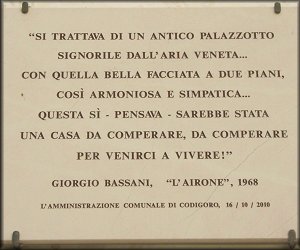 “SI TRATTAVA DI UN ANTICO PALAZZOTTO
SIGNORILE DALL'ARIA VENETA...
CON QUELLA BELLA FACCIATA A DUE PIANI,
COSÌ ARMONIOSA E SIMPATICA...
QUESTA SÌ - PENSAVA - SAREBBE STATA
UNA CASA DA COMPERARE, DA COMPERARE
PER VENIRCI A VIVERE!”
GIORGIO BASSANI, “L'AIRONE”, 1968
L'AMMINISTRAZIONE COMUNALE DI CODIGORO, 16 / 10 / 2010